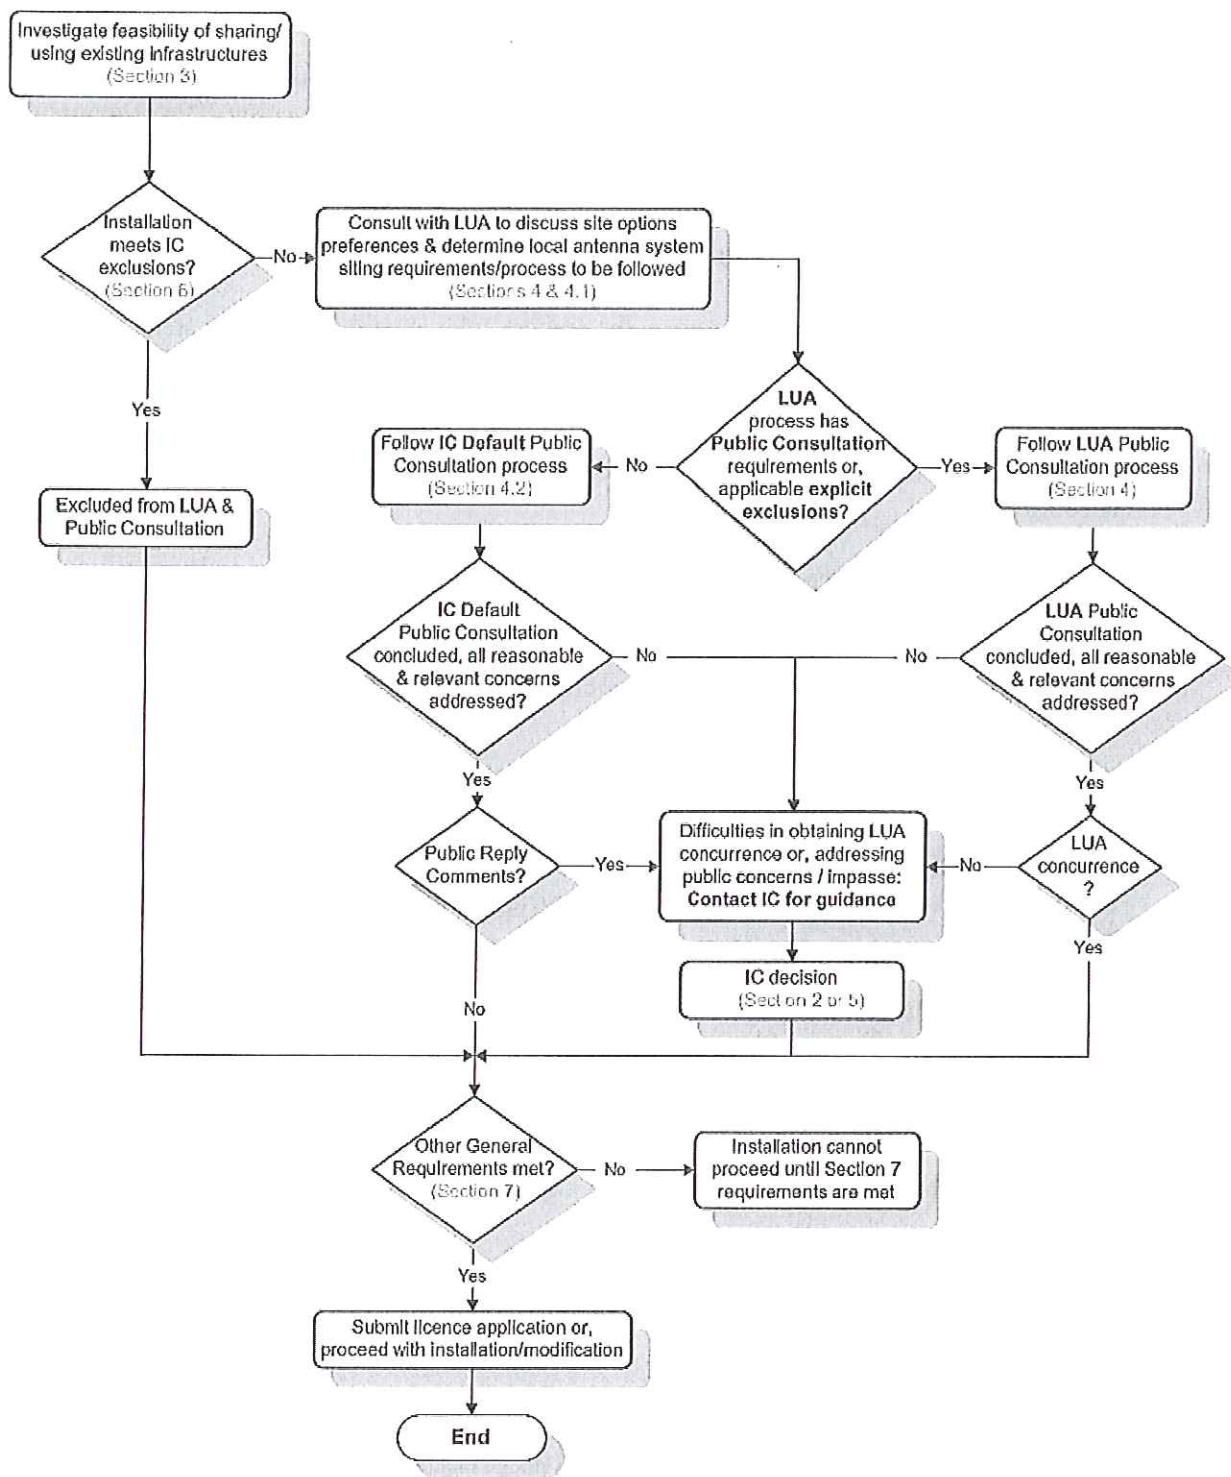 Investigate feasibility of sharing/
using existing infrastructures
(Section 3)
Installation
meets IC
exclusions?
(Section 6)
No
Consult with LUA to discuss site options
preferences & determine local antenna system
siting requirements/process to be followed
(Sections 4 & 4.1)
Yes
LUA
process has
Public Consultation
requirements or,
applicable explicit
exclusions?
No
Follow IC Default Public
Consultation process
(Section 4.2)
Yes
Follow LUA Public
Consultation process
(Section 4)
Excluded from LUA &
Public Consultation
IC Default
Public Consultation
concluded, all reasonable
& relevant concerns
addressed?
No
No
LUA Public
Consultation
concluded, all reasonable
& relevant concerns
addressed?
Yes
Yes
Public Reply
Comments?
Yes
Difficulties in obtaining LUA
concurrence or, addressing
public concerns / impasse:
Contact IC for guidance
No
LUA
concurrence
?
Yes
IC decision
(Section 2 or 5)
No
Other General
Requirements met?
(Section 7)
No
Installation cannot
proceed until Section 7
requirements are met
Yes
Submit licence application or,
proceed with installation/modification
End